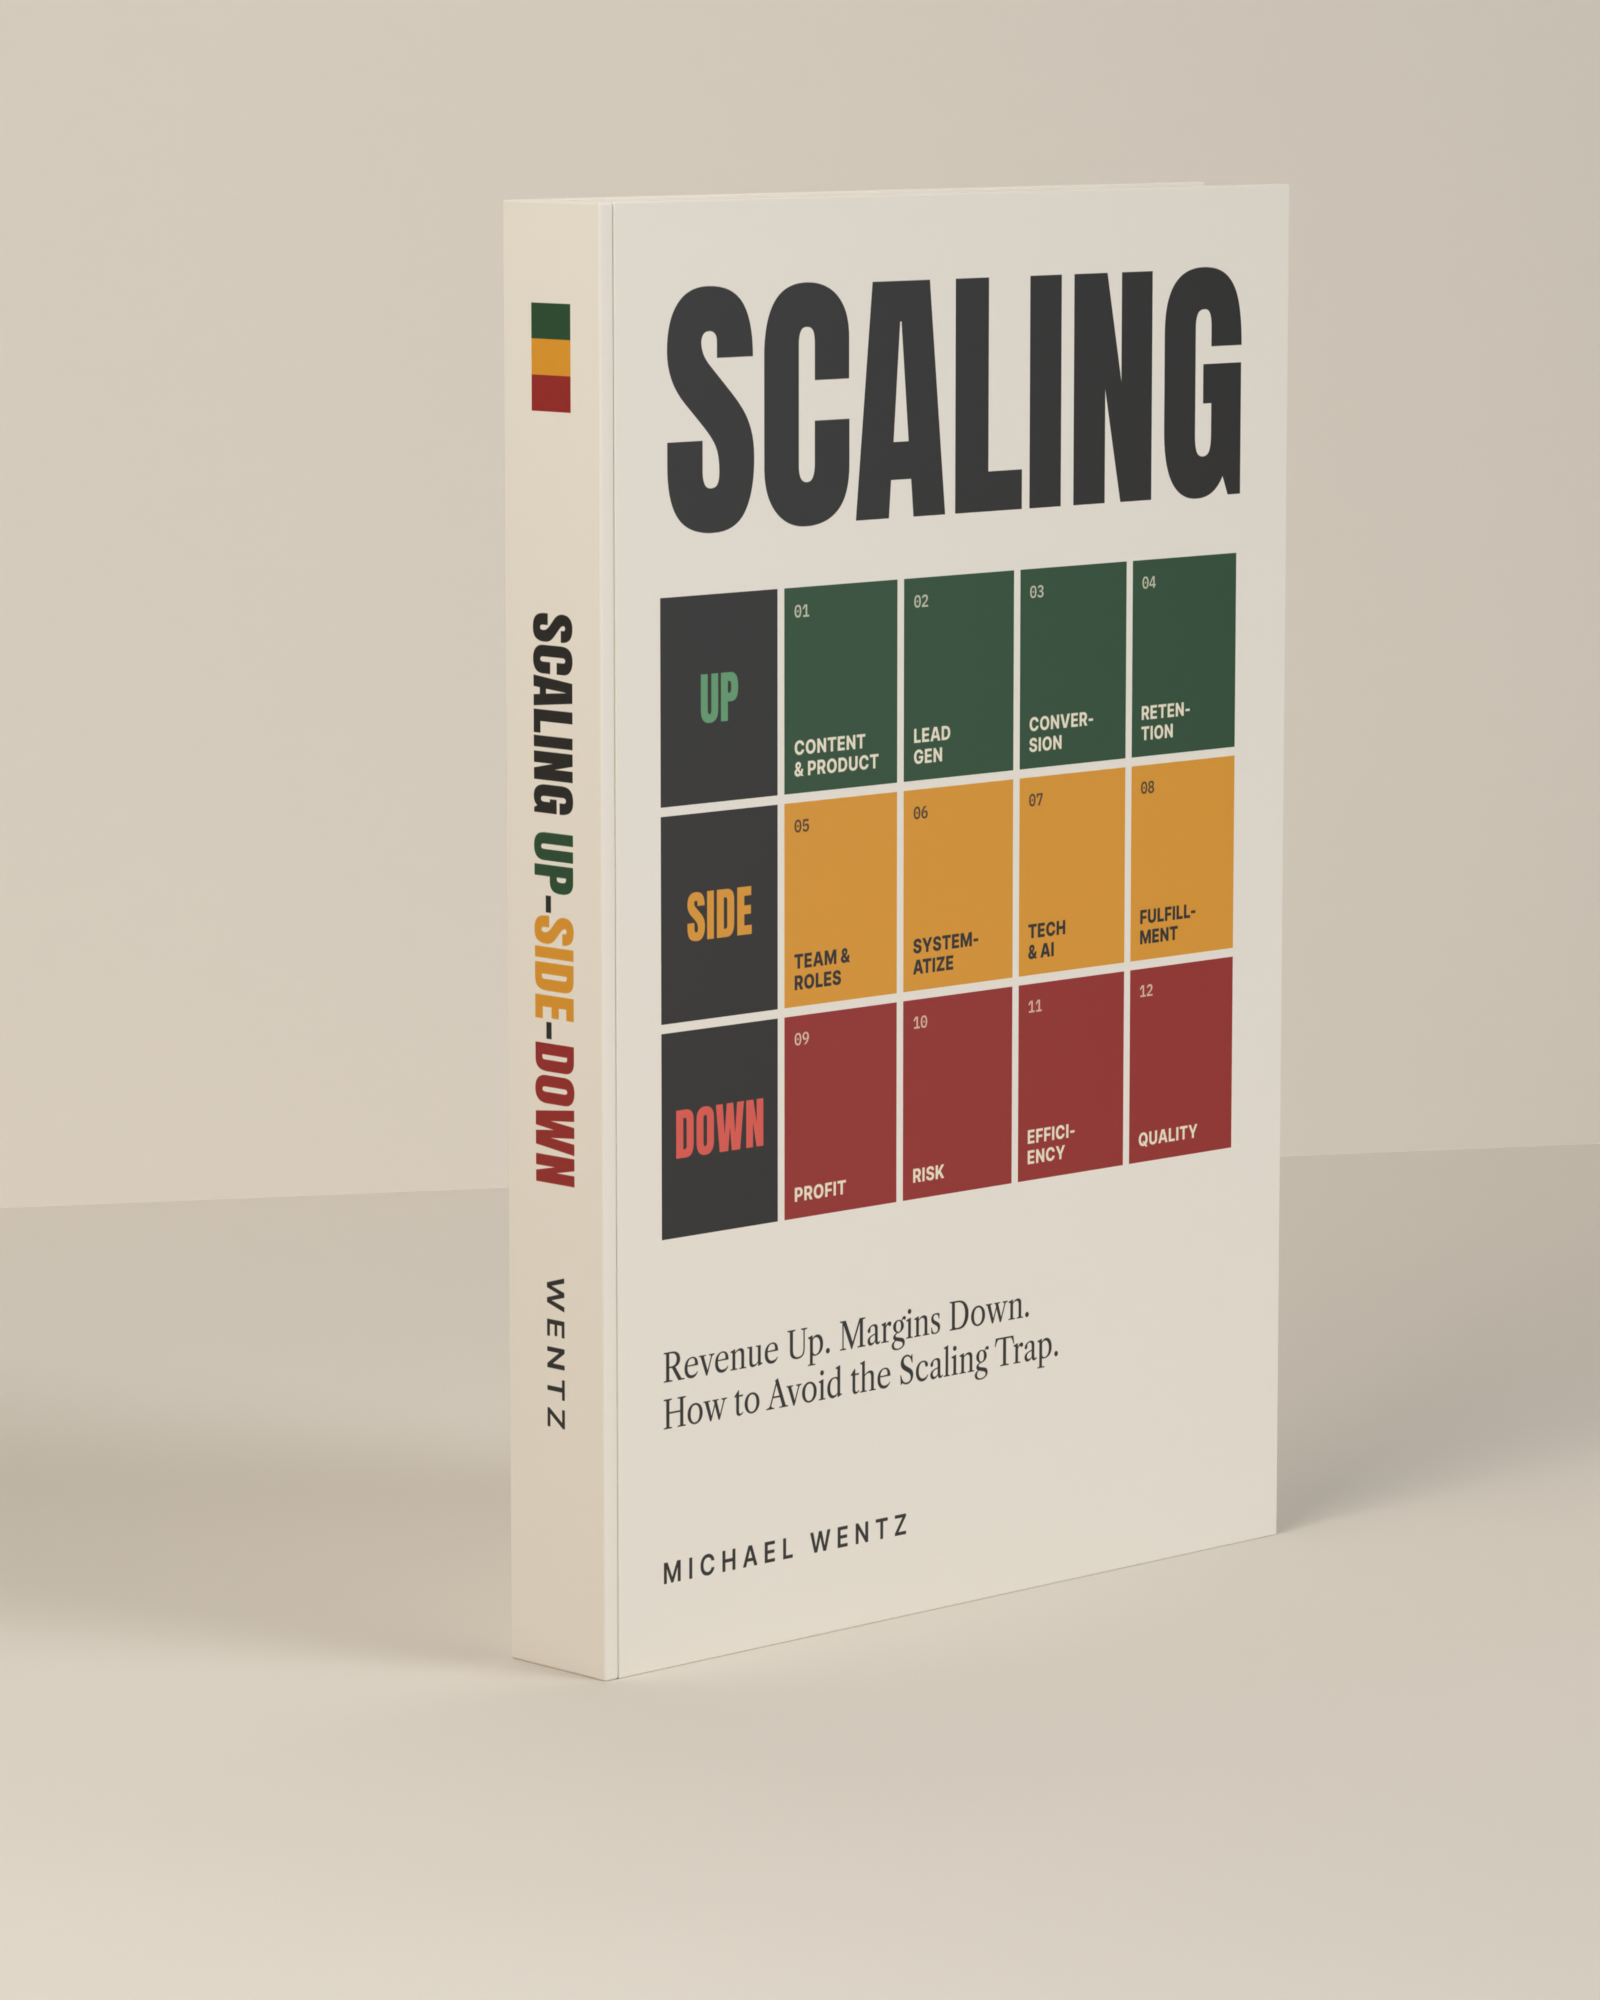 SCALING UP-SIDE-DOWN
WENTZ
SCALING
UP
01
CONTENT
& PRODUCT
02
LEAD
GEN
03
CONVER-
SION
04
RETEN-
TION
SIDE
05
TEAM &
ROLES
06
SYSTEM-
ATIZE
07
TECH
& AI
08
FULFILL-
MENT
DOWN
09
PROFIT
10
RISK
11
EFFICI-
ENCY
12
QUALITY
Revenue Up. Margins Down.
How to Avoid the Scaling Trap.
MICHAEL WENTZ